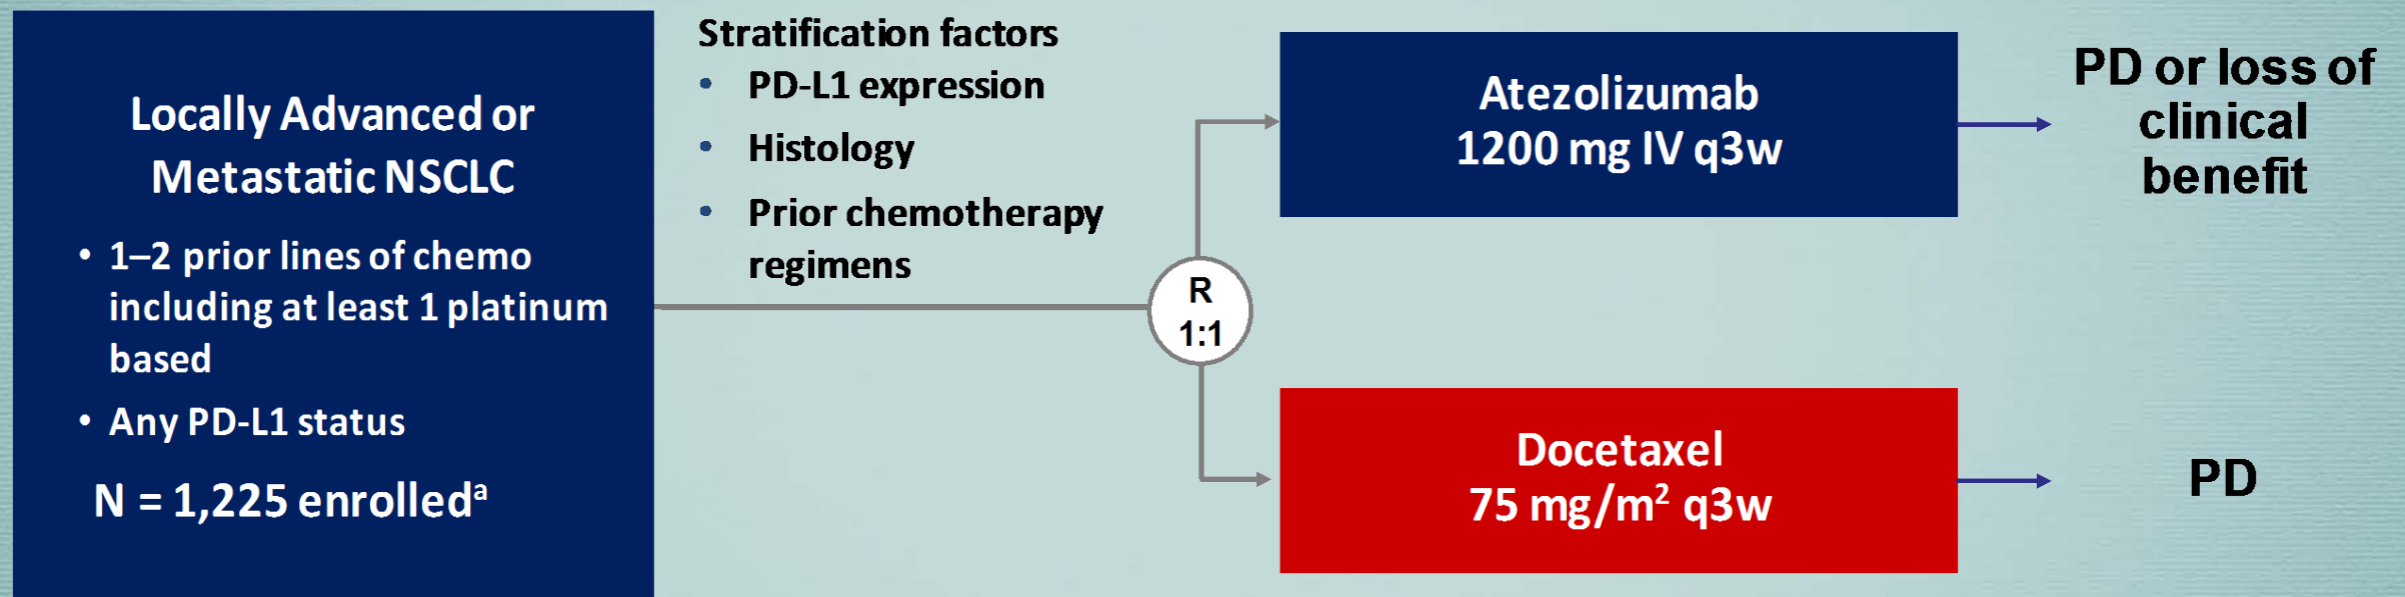 Locally Advanced or
Metastatic NSCLC
• 1–2 prior lines of chemo
including at least 1 platinum
based
• Any PD-L1 status
N = 1,225 enrolledᵃ
Stratification factors
• PD-L1 expression
• Histology
• Prior chemotherapy
regimens
R
1:1
Atezolizumab
1200 mg IV q3w
PD or loss of
clinical
benefit
Docetaxel
75 mg/m² q3w
PD